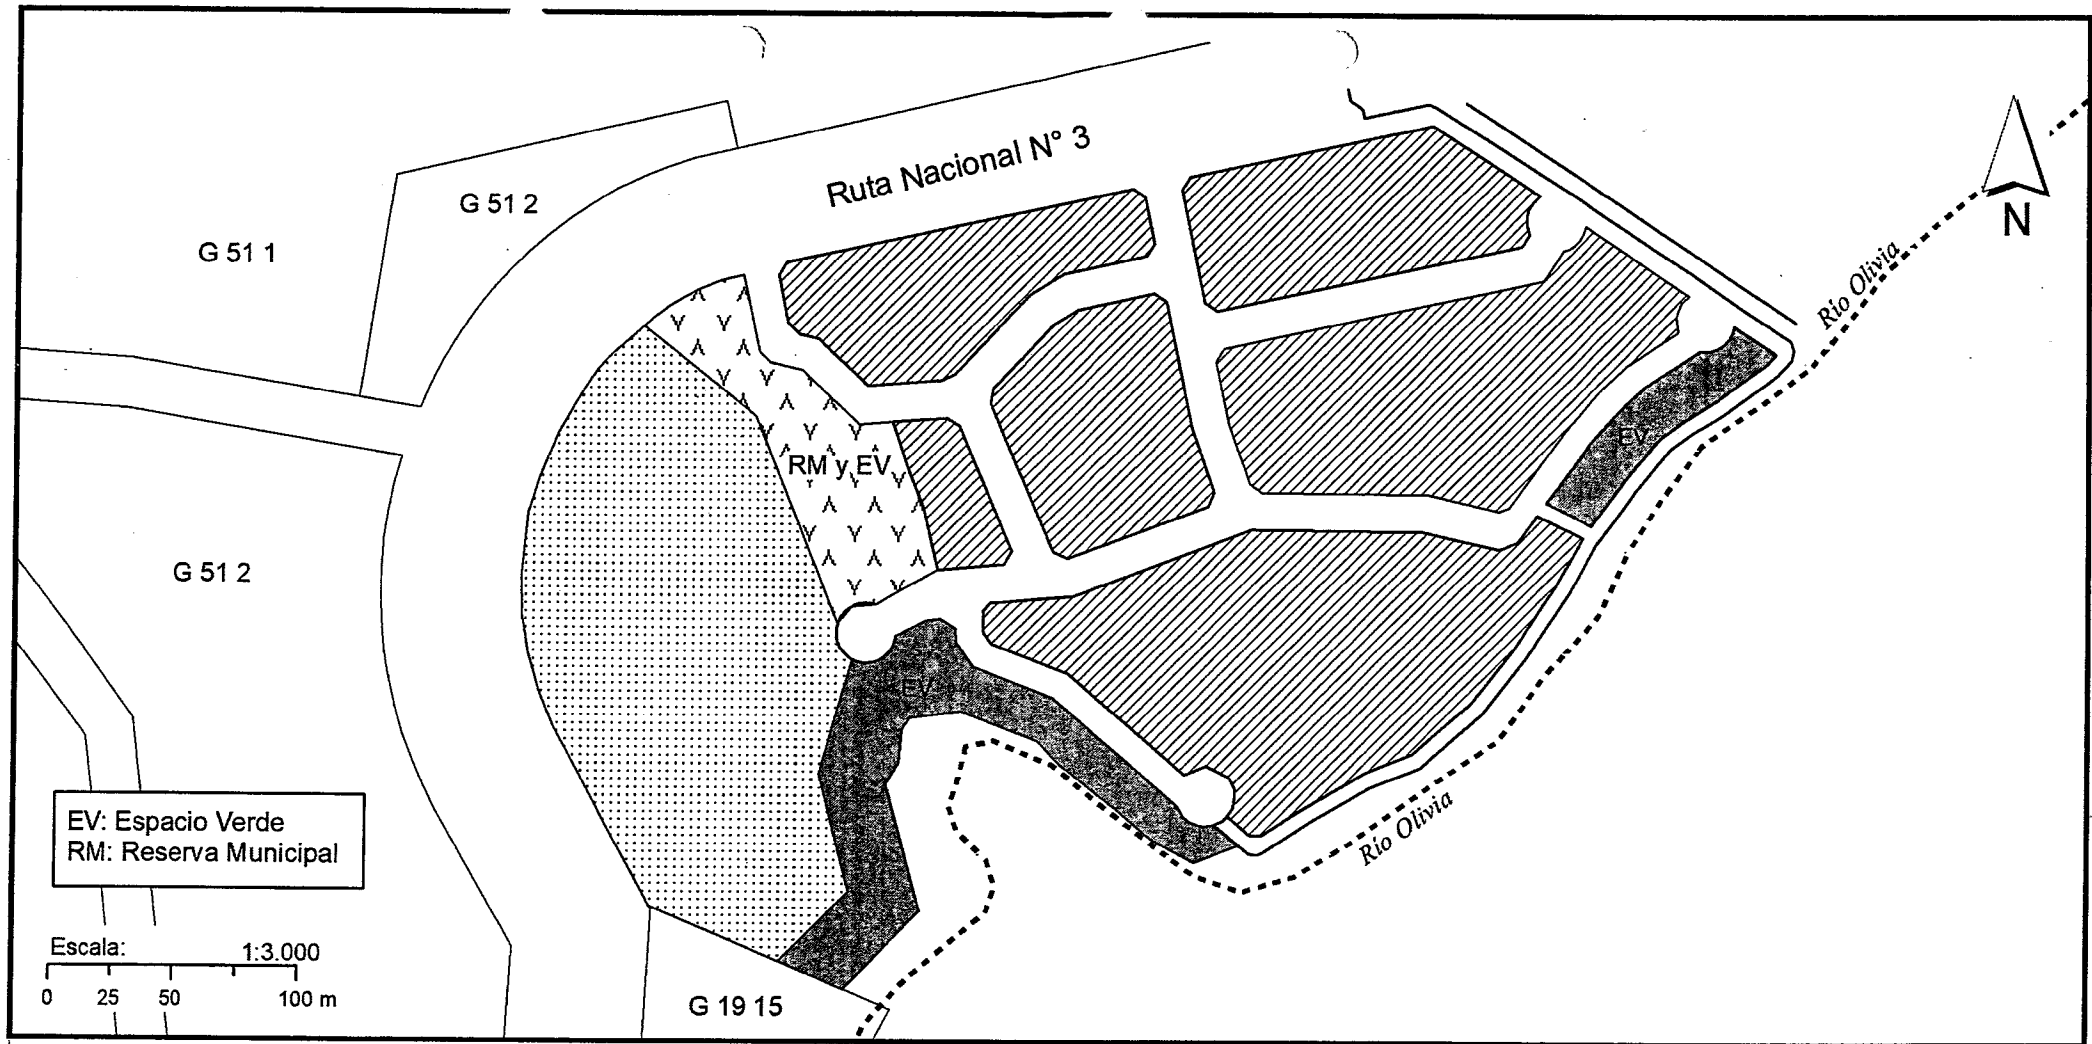 Ruta Nacional N° 3
G 51 2
G 51 1
N
Río Olivia
EV
RM y EV
G 51 2
EV
EV: Espacio Verde
RM: Reserva Municipal
Río Olivia
Escala: 1:3.000
0 25 50 100 m
G 19 15